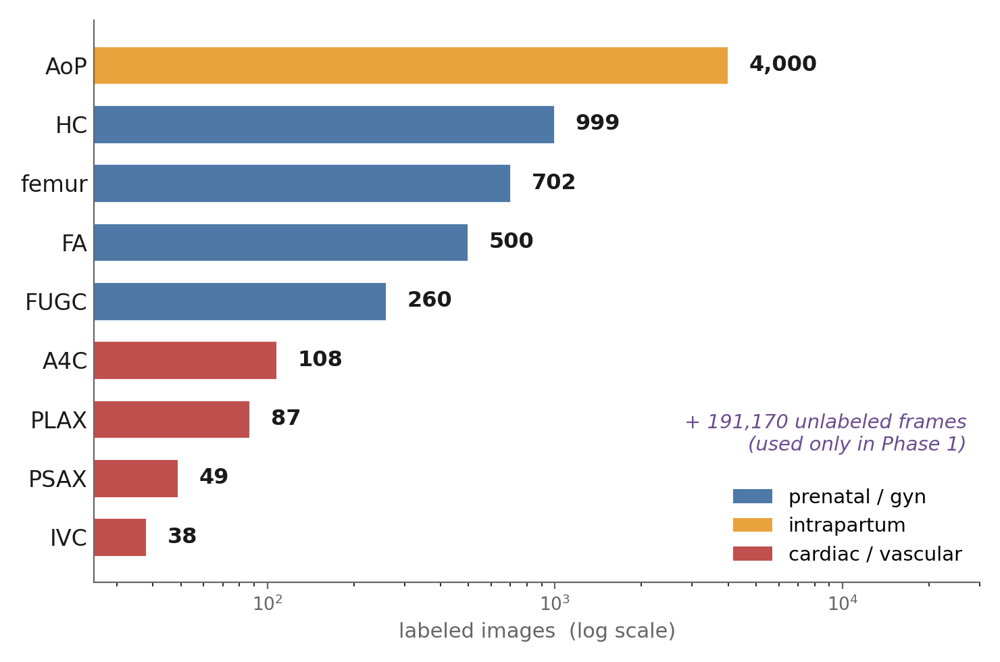 AoP 4,000
HC 999
femur 702
FA 500
FUGC 260
A4C 108
PLAX 87
PSAX 49
IVC 38
+ 191,170 unlabeled frames
(used only in Phase 1)
prenatal / gyn
intrapartum
cardiac / vascular
10² 10³ 10⁴
labeled images (log scale)